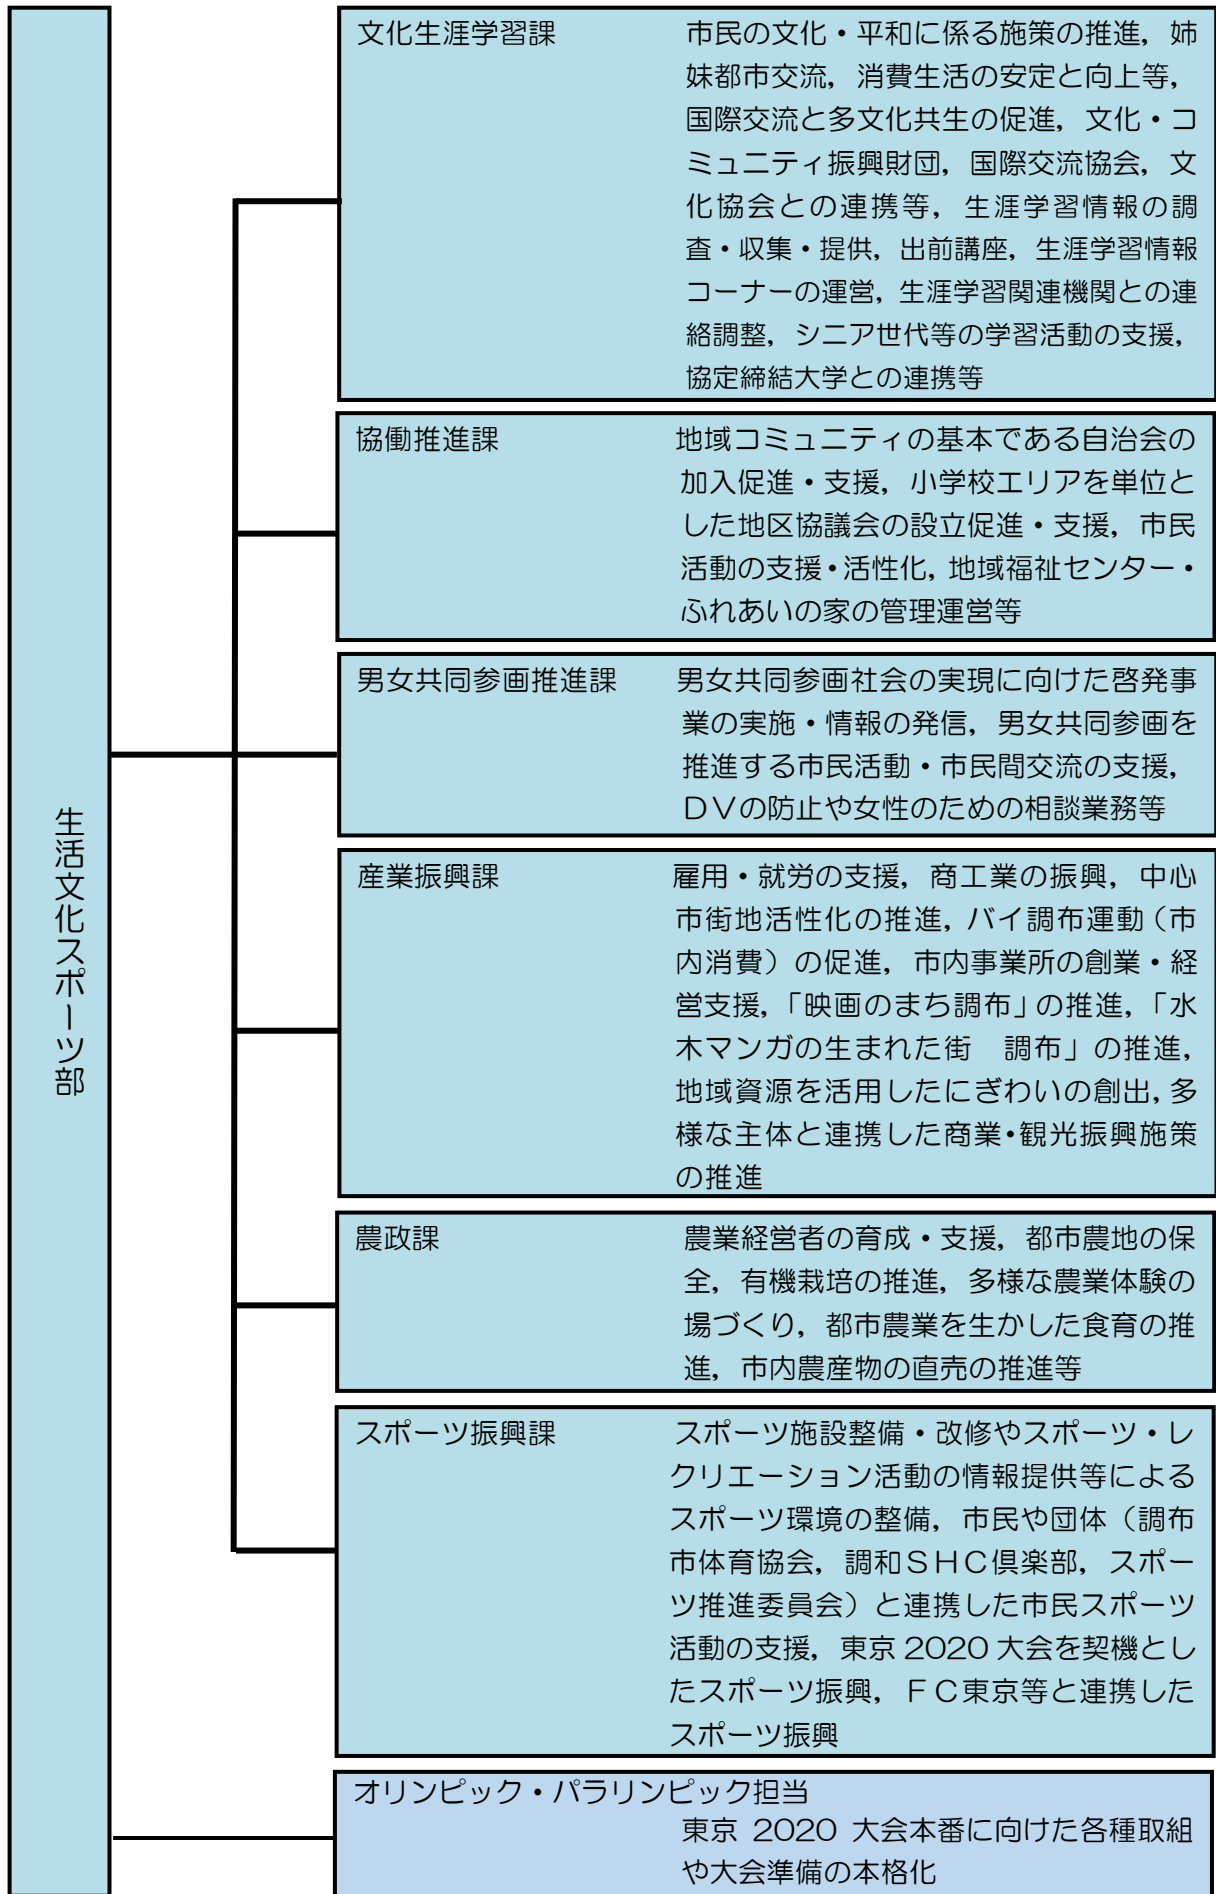 生活文化スポーツ部
文化生涯学習課　市民の文化・平和に係る施策の推進，姉
妹都市交流，消費生活の安定と向上等，
国際交流と多文化共生の促進，文化・コ
ミュニティ振興財団，国際交流協会，文
化協会との連携等，生涯学習情報の調
査・収集・提供，出前講座，生涯学習情報
コーナーの運営，生涯学習関連機関との連
絡調整，シニア世代等の学習活動の支援，
協定締結大学との連携等
協働推進課　地域コミュニティの基本である自治会の
加入促進・支援，小学校エリアを単位と
した地区協議会の設立促進・支援，市民
活動の支援・活性化，地域福祉センター・
ふれあいの家の管理運営等
男女共同参画推進課　男女共同参画社会の実現に向けた啓発事
業の実施・情報の発信，男女共同参画を
推進する市民活動・市民間交流の支援，
ＤＶの防止や女性のための相談業務等
産業振興課　雇用・就労の支援，商工業の振興，中心
市街地活性化の推進，バイ調布運動（市
内消費）の促進，市内事業所の創業・経
営支援，「映画のまち調布」の推進，「水
木マンガの生まれた街　調布」の推進，
地域資源を活用したにぎわいの創出，多
様な主体と連携した商業・観光振興施策
の推進
農政課　農業経営者の育成・支援，都市農地の保
全，有機栽培の推進，多様な農業体験の
場づくり，都市農業を生かした食育の推
進，市内農産物の直売の推進等
スポーツ振興課　スポーツ施設整備・改修やスポーツ・レ
クリエーション活動の情報提供等による
スポーツ環境の整備，市民や団体（調布
市体育協会，調和ＳＨＣ倶楽部，スポー
ツ推進委員会）と連携した市民スポーツ
活動の支援，東京 2020 大会を契機とし
たスポーツ振興，ＦＣ東京等と連携した
スポーツ振興
オリンピック・パラリンピック担当
東京 2020 大会本番に向けた各種取組
や大会準備の本格化